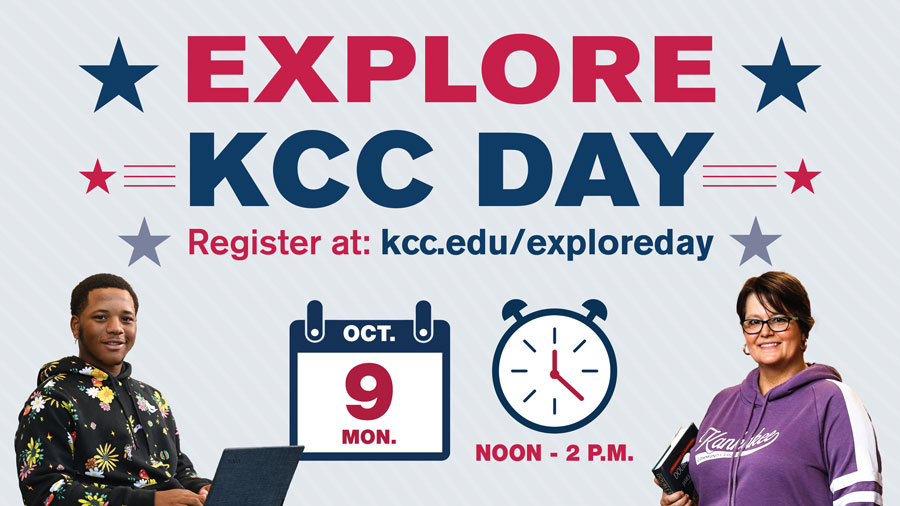 EXPLORE
KCC DAY
Register at: kcc.edu/exploreday
OCT.
9
MON.
NOON - 2 P.M.
Kankakee